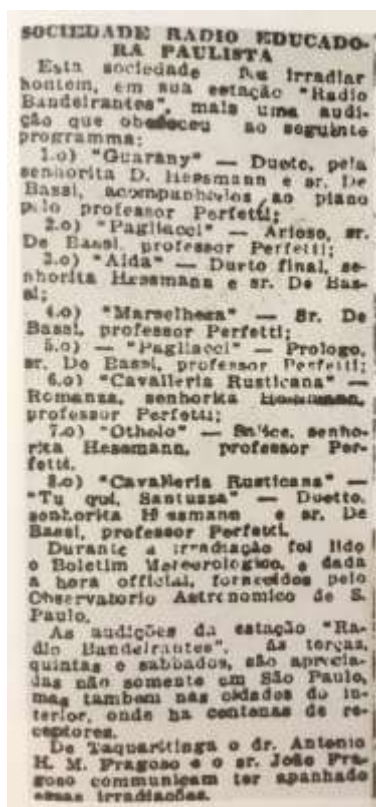 SOCIEDADE RADIO EDUCADO-
RA PAULISTA
Esta sociedade fez irradiar
hontem, em sua estação "Radio
Bandeirantes", mais uma audi-
ção que obedeceu ao seguinte
programma:
1.o) "Guarany" — Dueto, pela
senhorita D. Hessmann e sr. De
Bassi, acompanhados ao piano
pelo professor Perfetti;
2.o) "Pagliacci" — Arioso, sr.
De Bassi, professor Perfetti;
3.o) "Aida" — Dueto final, se-
nhorita Hessmann e sr. De Bas-
si;
4.o) "Marselheza" — Sr. De
Bassi, professor Perfetti;
5.o) — "Pagliacci" — Prologo,
sr. De Bassi, professor Perfetti;
6.o) "Cavalleria Rusticana" —
Romanza, senhorita Hessmann,
professor Perfetti;
7.o) "Othelo" — Salice, senho-
rita Hessmann, professor Per-
fetti.
8.o) "Cavalleria Rusticana" —
"Tu qui, Santuzza" — Duetto,
senhorita Hessmann e sr. De
Bassi, professor Perfetti.
Durante a irradiação foi lido
o Boletim Meteorologico, e dada
a hora official, fornecidos pelo
Observatorio Astronomico de S.
Paulo.
As audições da estação "Ra-
dio Bandeirantes", ás terças,
quintas e sabbados, são aprecia-
das não somente em São Paulo,
mas tambem nas cidades do in-
terior, onde ha centenas de re-
ceptores.
De Taquaritinga o dr. Antonio
H. M. Fragoso e o sr. João Fra-
goso communicam ter apanhado
essas irradiações.